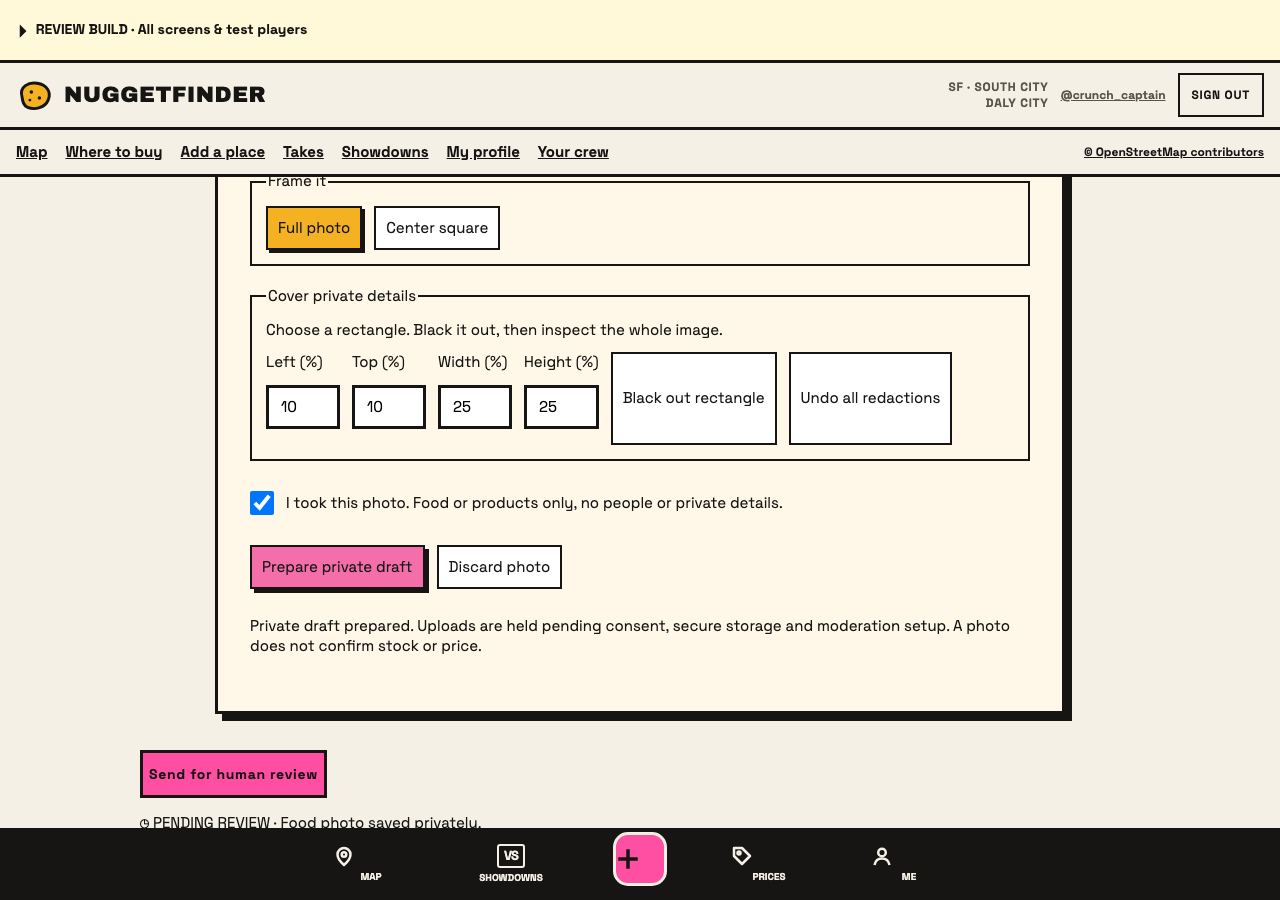 REVIEW BUILD · All screens & test players
NUGGETFINDER
SF · SOUTH CITY
DALY CITY
@crunch_captain
SIGN OUT
Map Where to buy Add a place Takes Showdowns My profile Your crew
© OpenStreetMap contributors
Frame it
Full photo Center square
Cover private details
Choose a rectangle. Black it out, then inspect the whole image.
Left (%) Top (%) Width (%) Height (%)
10 10 25 25
Black out rectangle Undo all redactions
I took this photo. Food or products only, no people or private details.
Prepare private draft Discard photo
Private draft prepared. Uploads are held pending consent, secure storage and moderation setup. A photo
does not confirm stock or price.
Send for human review
PENDING REVIEW · Food photo saved privately.
MAP
VS
SHOWDOWNS
+
PRICES
ME